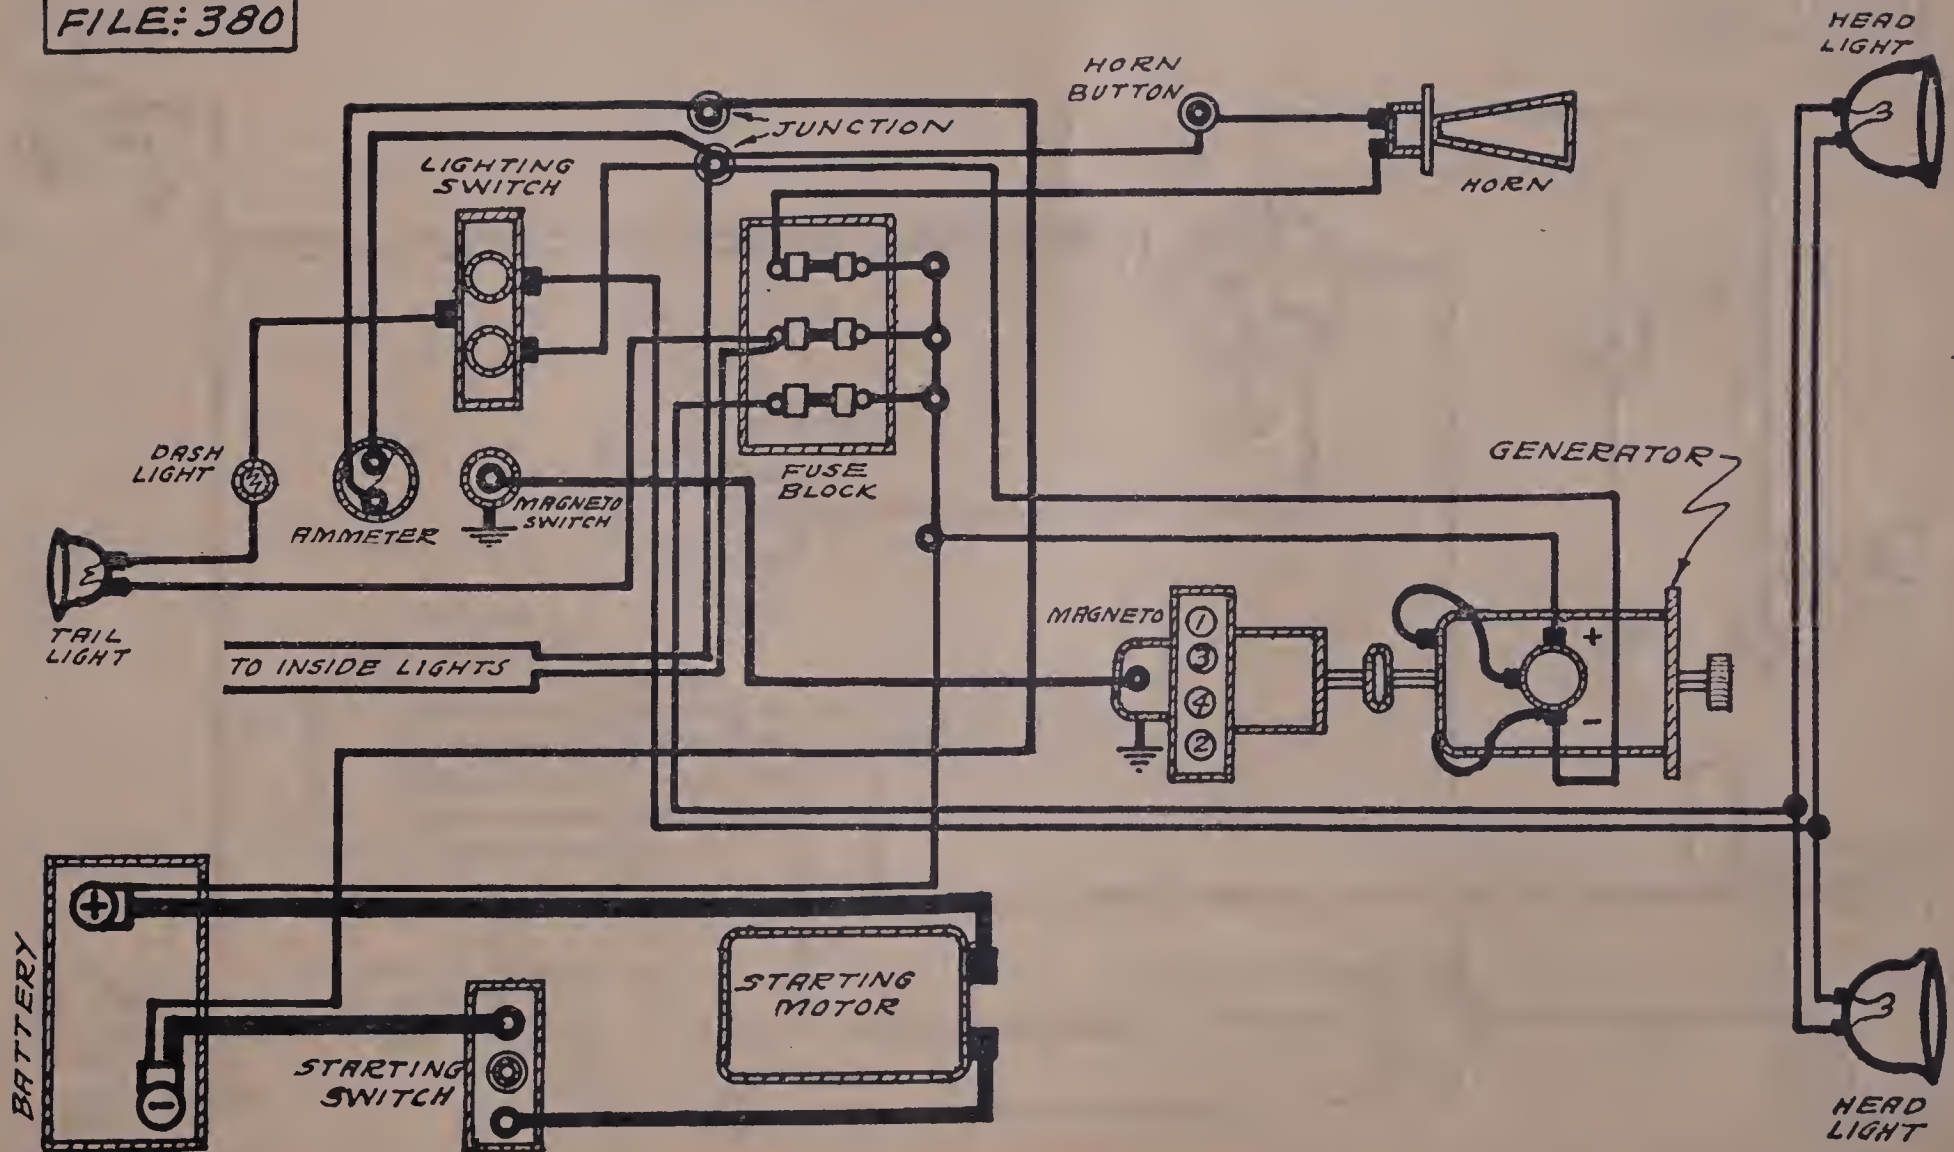 FILE: 380
HEAD
LIGHT
HORN
BUTTON
JUNCTION
LIGHTING
SWITCH
HORN
DASH
LIGHT
FUSE
BLOCK
GENERATOR
MAGNETO
SWITCH
AMMETER
TAIL
LIGHT
MAGNETO
1
3
4
2
+
-
TO INSIDE LIGHTS
BATTERY
+
-
STARTING
MOTOR
STARTING
SWITCH
HEAD
LIGHT